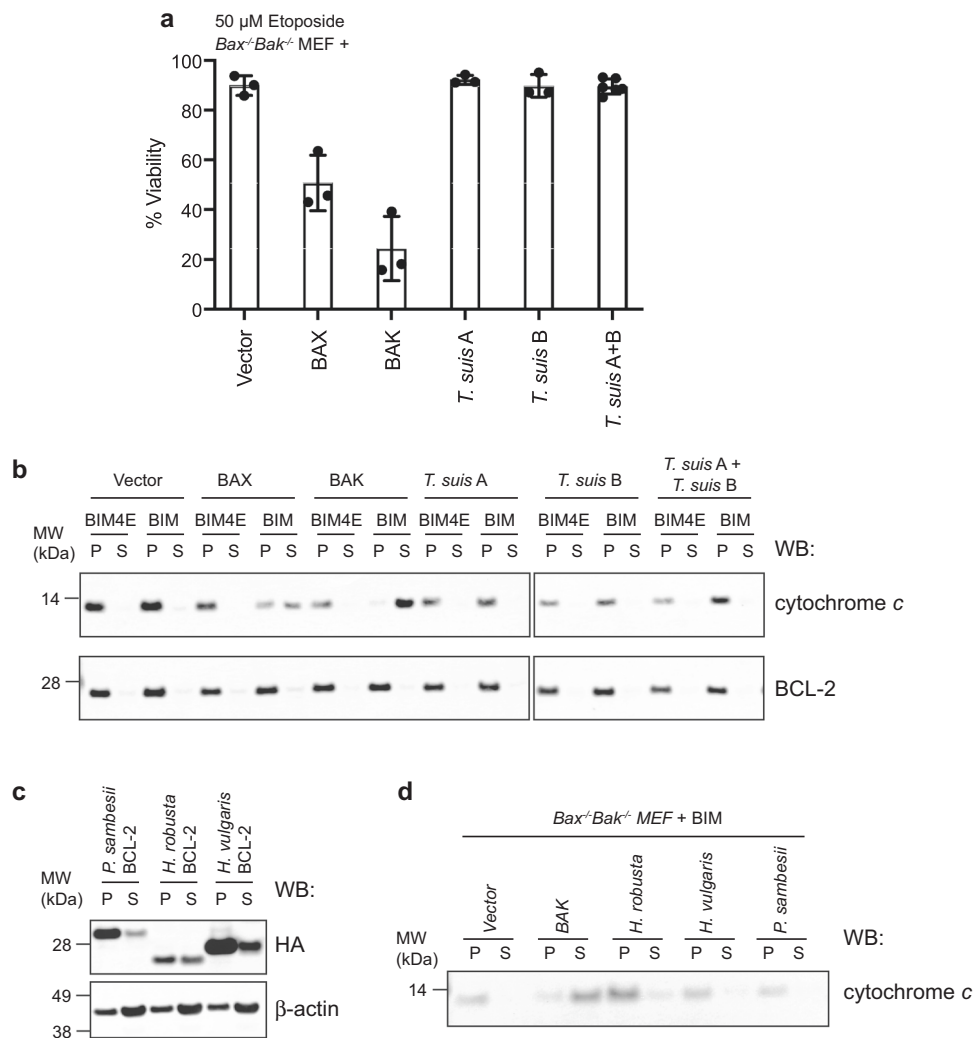 a
50 µM Etoposide
Bax-/-Bak-/- MEF +
% Viability
100
80
60
40
20
0
Vector
BAX
BAK
T. suis A
T. suis B
T. suis A+B
b
Vector BAX BAK T. suis A T. suis B T. suis A +
T. suis B
BIM4E BIM BIM4E BIM BIM4E BIM BIM4E BIM BIM4E BIM BIM4E BIM
MW
(kDa)
P S P S P S P S P S P S P S P S P S P S P S P S
WB:
14
cytochrome c
28
BCL-2
c
P. sambesii
BCL-2
H. robusta
BCL-2
H. vulgaris
BCL-2
MW
(kDa)
P S P S P S
WB:
28
HA
49
38
β-actin
d
Bax-/-Bak-/- MEF + BIM
Vector
BAK
H. robusta
H. vulgaris
P. sambesii
MW
(kDa)
P S P S P S P S P S
WB:
14
cytochrome c